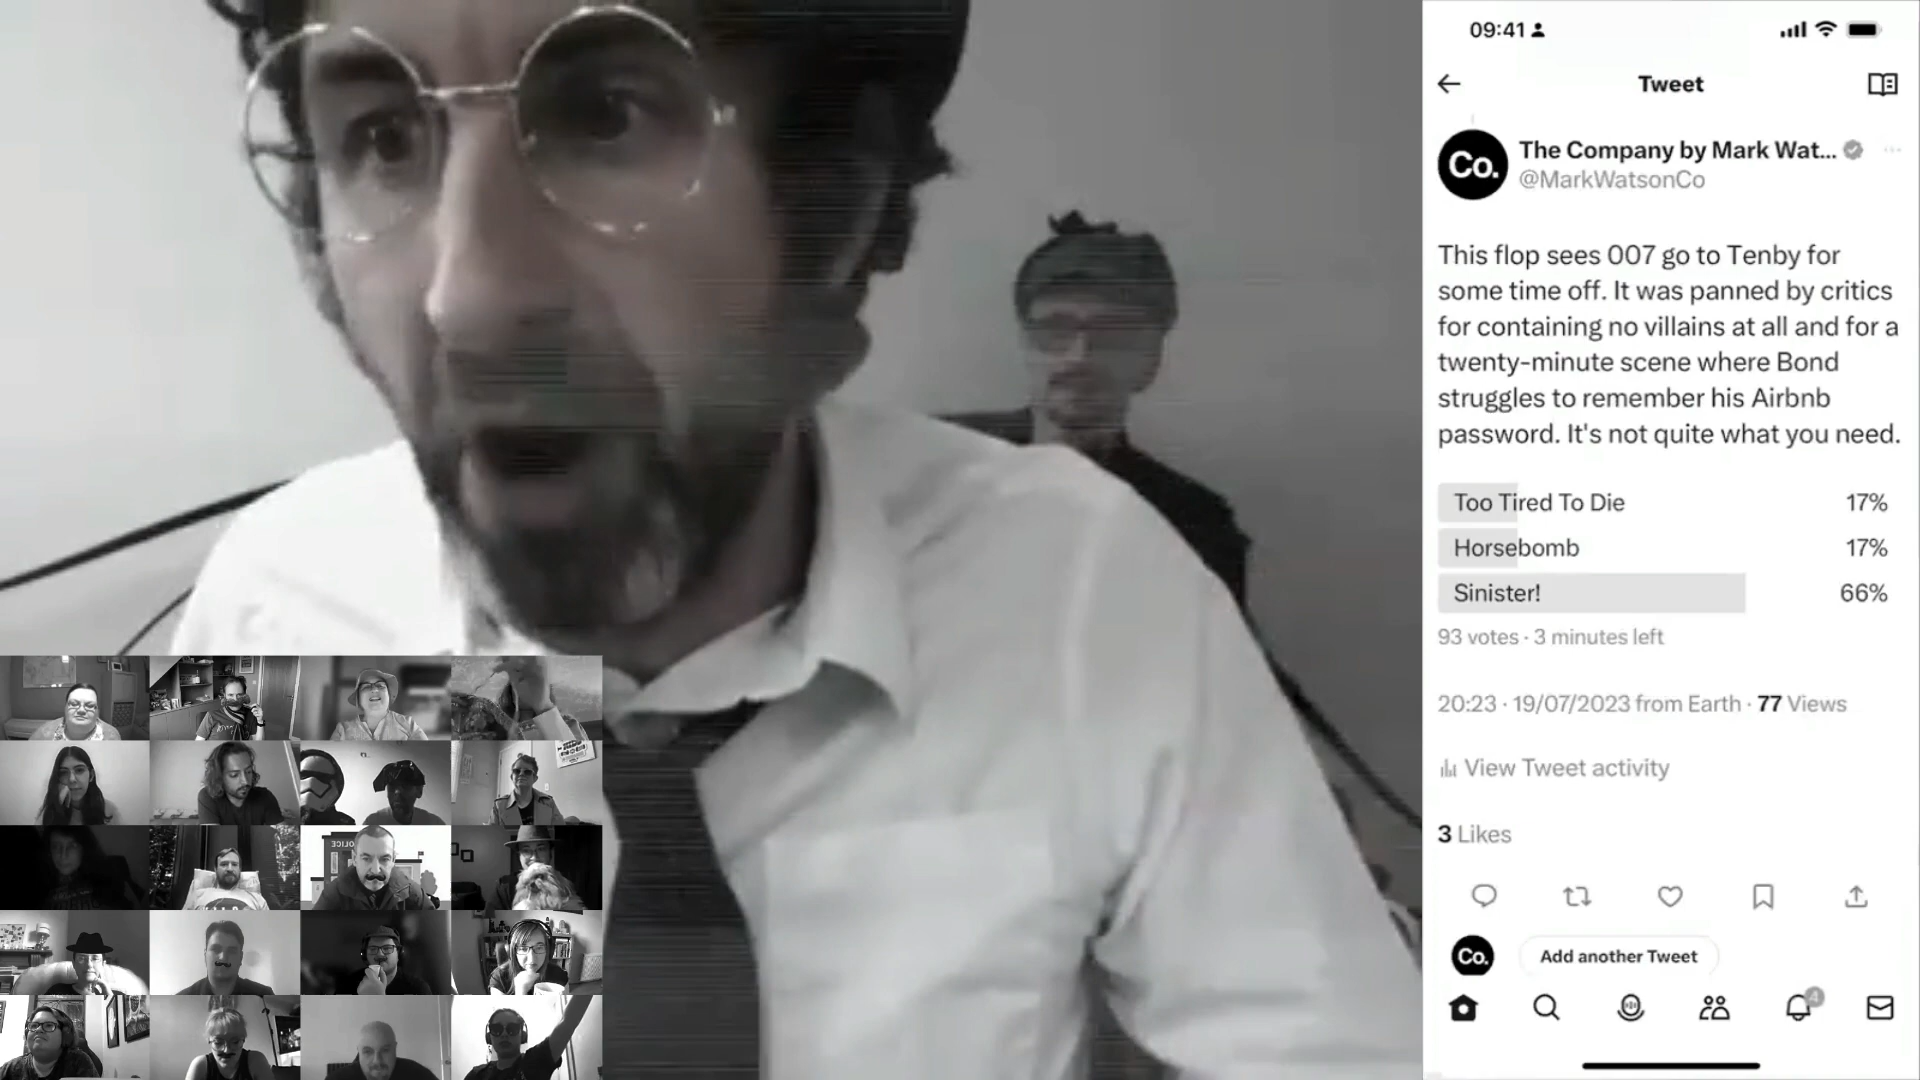 09:41
Tweet
Co.
The Company by Mark Wat...
@MarkWatsonCo
This flop sees 007 go to Tenby for
some time off. It was panned by critics
for containing no villains at all and for a
twenty-minute scene where Bond
struggles to remember his Airbnb
password. It's not quite what you need.
Too Tired To Die 17%
Horsebomb 17%
Sinister! 66%
93 votes · 3 minutes left
20:23 · 19/07/2023 from Earth · 77 Views
View Tweet activity
3 Likes
Co.
Add another Tweet
4
POLICE